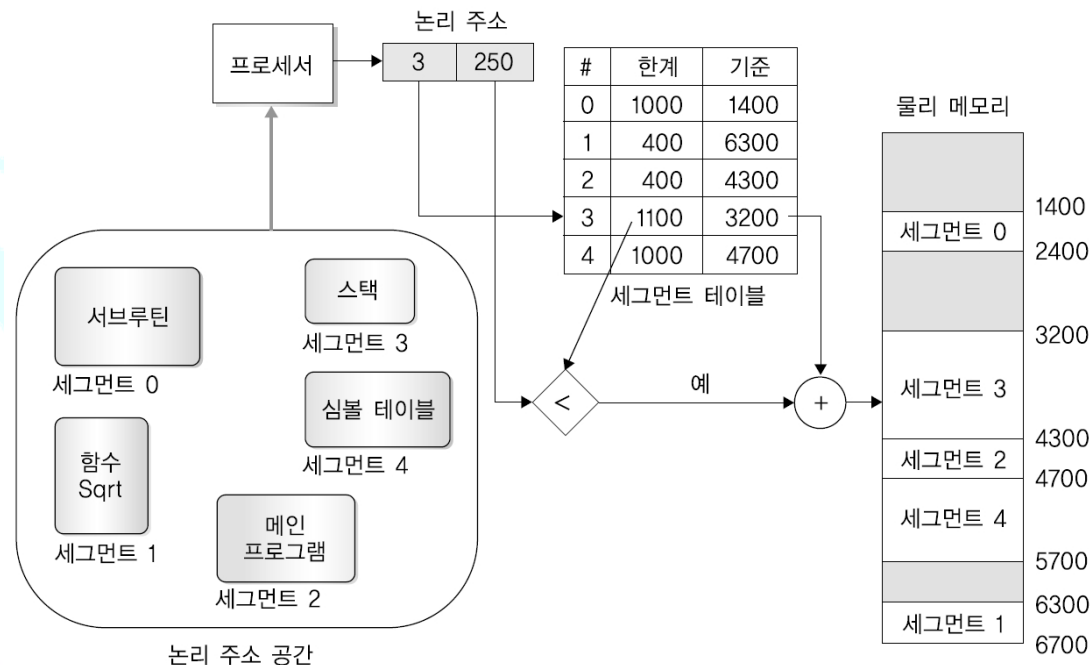 논리 주소
프로세서
3 250
# 한계 기준
0 1000 1400
1 400 6300
2 400 4300
3 1100 3200
4 1000 4700
세그먼트 테이블
물리 메모리
1400
세그먼트 0
2400
3200
세그먼트 3
4300
세그먼트 2
4700
세그먼트 4
5700
6300
세그먼트 1
6700
서브루틴
세그먼트 0
스택
세그먼트 3
심볼 테이블
세그먼트 4
함수
Sqrt
세그먼트 1
메인
프로그램
세그먼트 2
논리 주소 공간
<
예
+